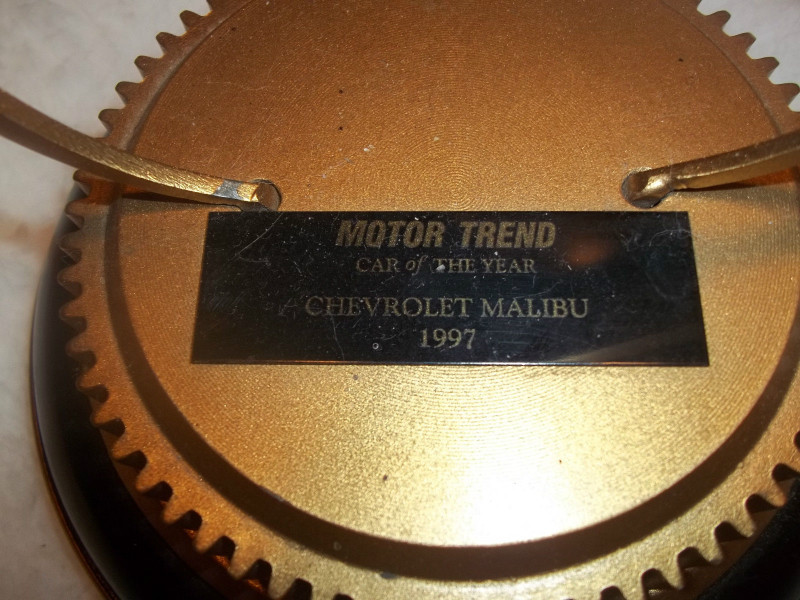 MOTOR TREND
CAR of THE YEAR
CHEVROLET MALIBU
1997